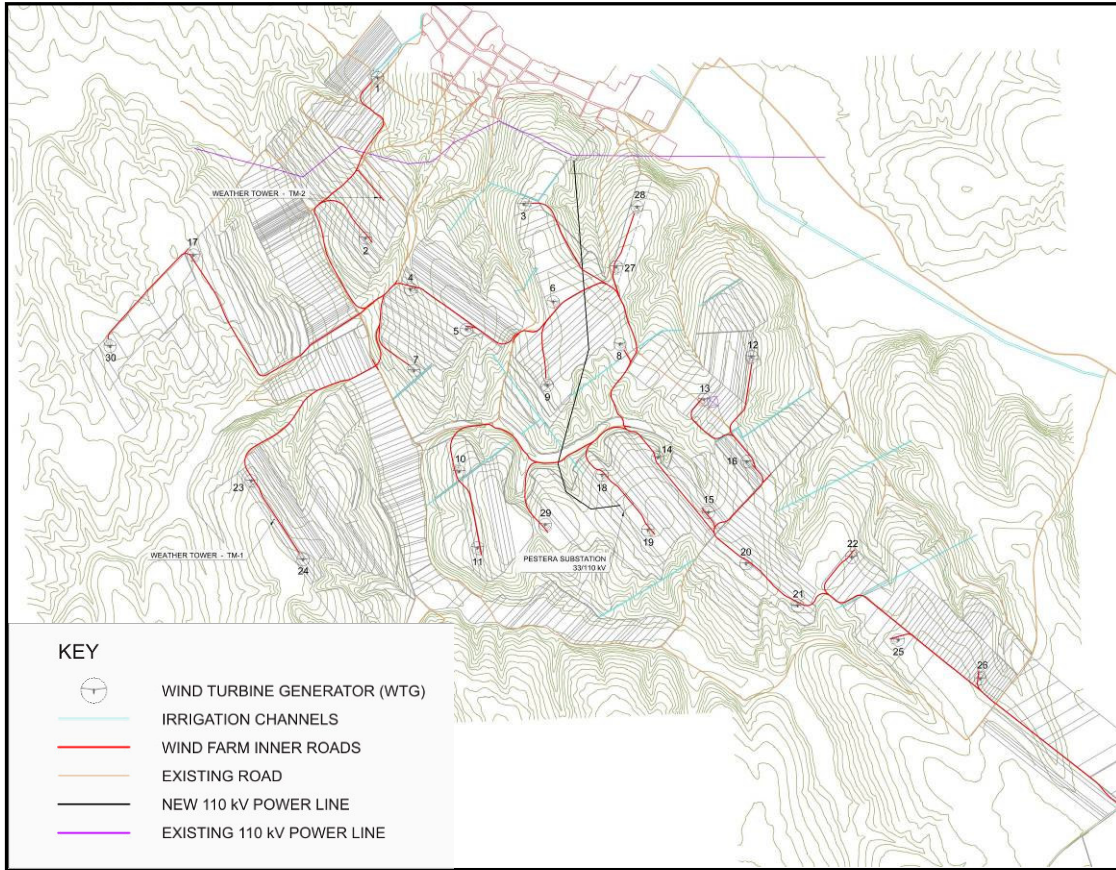 1
WEATHER TOWER - TM-2
28
3
17
2
27
4
6
5
30
7
8
12
9
13
10
14
16
18
23
15
29
19
11
WEATHER TOWER - TM-1
PESTERA SUBSTATION
33/110 kV
24
20
22
21
25
26
KEY
WIND TURBINE GENERATOR (WTG)
IRRIGATION CHANNELS
WIND FARM INNER ROADS
EXISTING ROAD
NEW 110 kV POWER LINE
EXISTING 110 kV POWER LINE